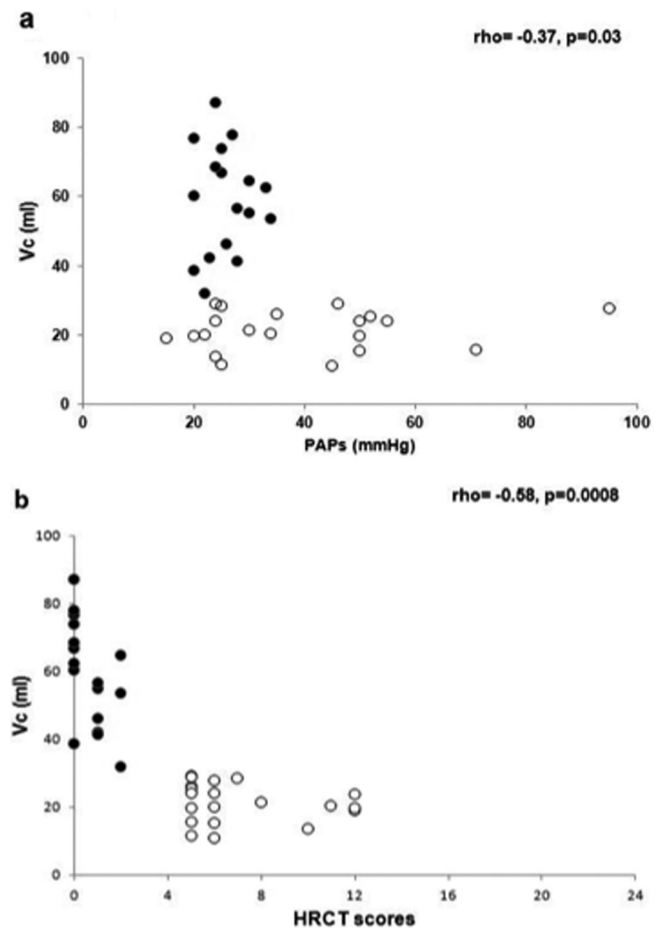 a
rho= -0.37, p=0.03
100
80
60
40
20
0
Vc (ml)
0 20 40 60 80 100
PAPs (mmHg)
b
rho= -0.58, p=0.0008
100
80
60
40
20
0
Vc (ml)
0 4 8 12 16 20 24
HRCT scores